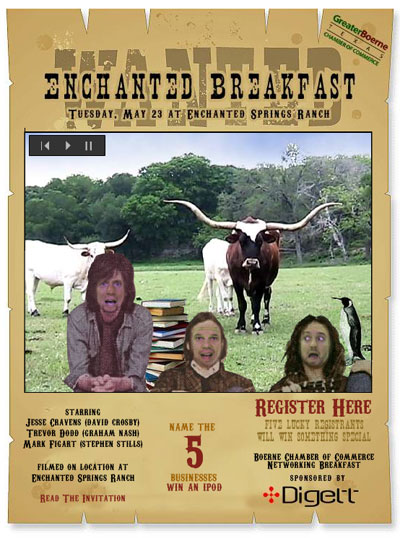 GreaterBoerne
TEXAS
CHAMBER OF COMMERCE
WANTED
Enchanted Breakfast
Tuesday, May 23 at Enchanted Springs Ranch
starring
Jesse Cravens (David Crosby)
Trevor Dodd (Graham Nash)
Mark Figart (Stephen Stills)
Filmed on location at
Enchanted Springs Ranch
Read The Invitation
Name the
5
businesses
win an iPod
Register Here
Five lucky registrants
will win something special
Boerne Chamber of Commerce
Networking Breakfast
sponsored by
Digett